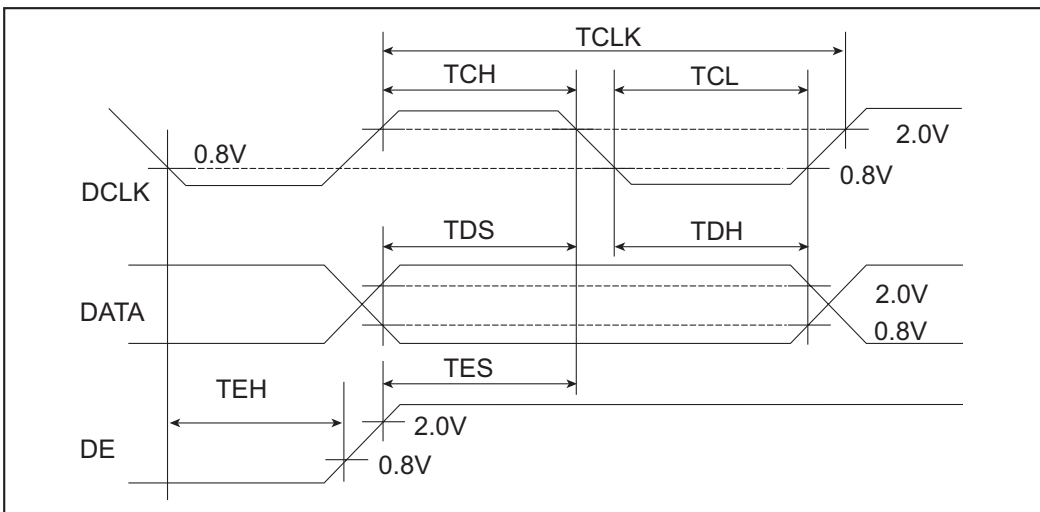 TCLK
TCH TCL
0.8V 2.0V
0.8V
DCLK
TDS TDH
2.0V
DATA
0.8V
TES
TEH
2.0V
DE
0.8V